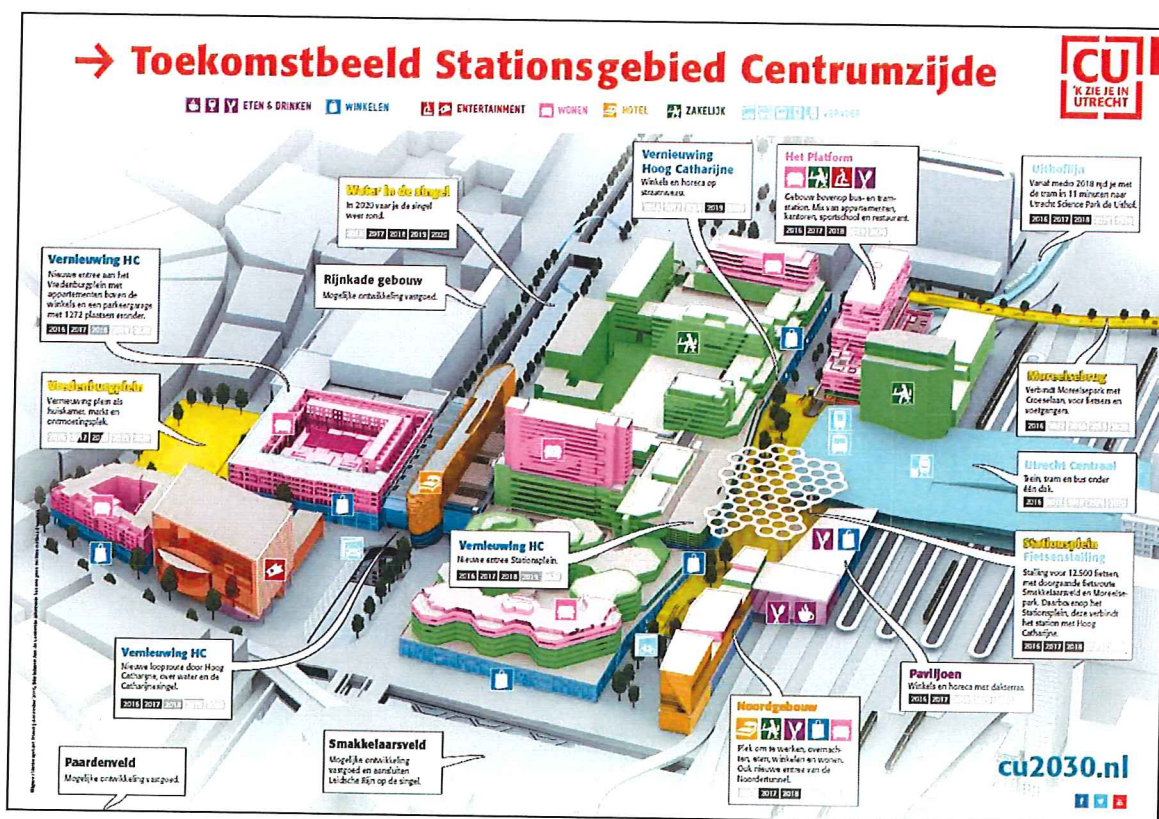 → Toekomstbeeld Stationsgebied Centrumzijde
CU
'K ZIE JE IN
UTRECHT
ETEN & DRINKEN
WINKELEN
ENTERTAINMENT
WONEN
HOTEL
ZAKELIJK
VERVOER
Vernieuwing
Hoog Catharijne
Winkels en horeca op
straatniveau.
2019
Het Platform
Gebouw bovenop bus- en tram-
station. Mix van appartementen,
kantoren, sportschool en restaurant.
2016 2017 2018
Uithoflijn
Vanaf medio 2018 rijd je met
de tram in 11 minuten naar
Utrecht Science Park de Uithof.
2016 2017 2018
Water in de singel
In 2020 vaar je de singel
weer rond.
2017 2018 2019 2020
Vernieuwing HC
Nieuwe entree aan het
Vredenburgplein met
appartementen boven de
winkels en een parkeergarage
met 1272 plaatsen eronder.
2016 2017 2018
Rijnkade gebouw
Mogelijke ontwikkeling vastgoed.
Vredenburgplein
Vernieuwing plein als
huiskamer, markt en
ontmoetingsplek.
2017
Moreelsebrug
Verbindt Moreelsepark met
Croeselaan, voor fietsers en
voetgangers.
2016
Utrecht Centraal
Trein, tram en bus onder
één dak.
2016
Vernieuwing HC
Nieuwe entree Stationsplein.
2016 2017 2018 2019
Stationsplein
Fietsenstalling
Stalling voor 12.500 fietsen,
met doorgaande fietsroute
Smakkelaarsveld en Moreelse-
park. Daarbovenop het
Stationsplein, deze verbindt
het station met Hoog
Catharijne.
2016 2017 2018
Vernieuwing HC
Nieuwe looproute door Hoog
Catharijne, over water en de
Catharijnesingel.
2016 2017 2018
Paviljoen
Winkels en horeca met dakterras.
2016 2017
Noordgebouw
Plek om te werken, overnach-
ten, eten, winkelen en wonen.
Ook nieuwe entree van de
Noordertunnel.
2017 2018
Smakkelaarsveld
Mogelijke ontwikkeling
vastgoed en aansluiten
Leidsche Rijn op de singel.
Paardenveld
Mogelijke ontwikkeling vastgoed.
cu2030.nl